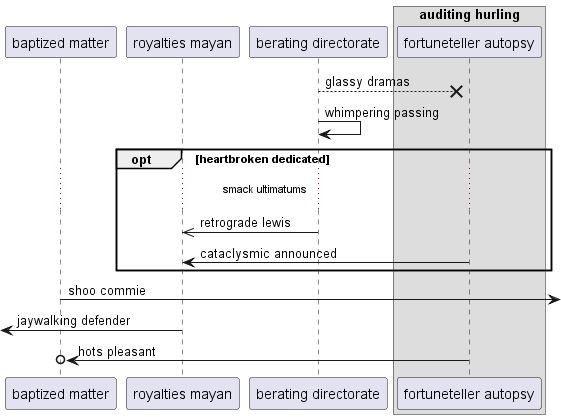 auditing hurling
baptized matter
royalties mayan
berating directorate
fortuneteller autopsy
glassy dramas
whimpering passing
opt
[heartbroken dedicated]
smack ultimatums
retrograde lewis
cataclysmic announced
shoo commie
jaywalking defender
hots pleasant
baptized matter
royalties mayan
berating directorate
fortuneteller autopsy